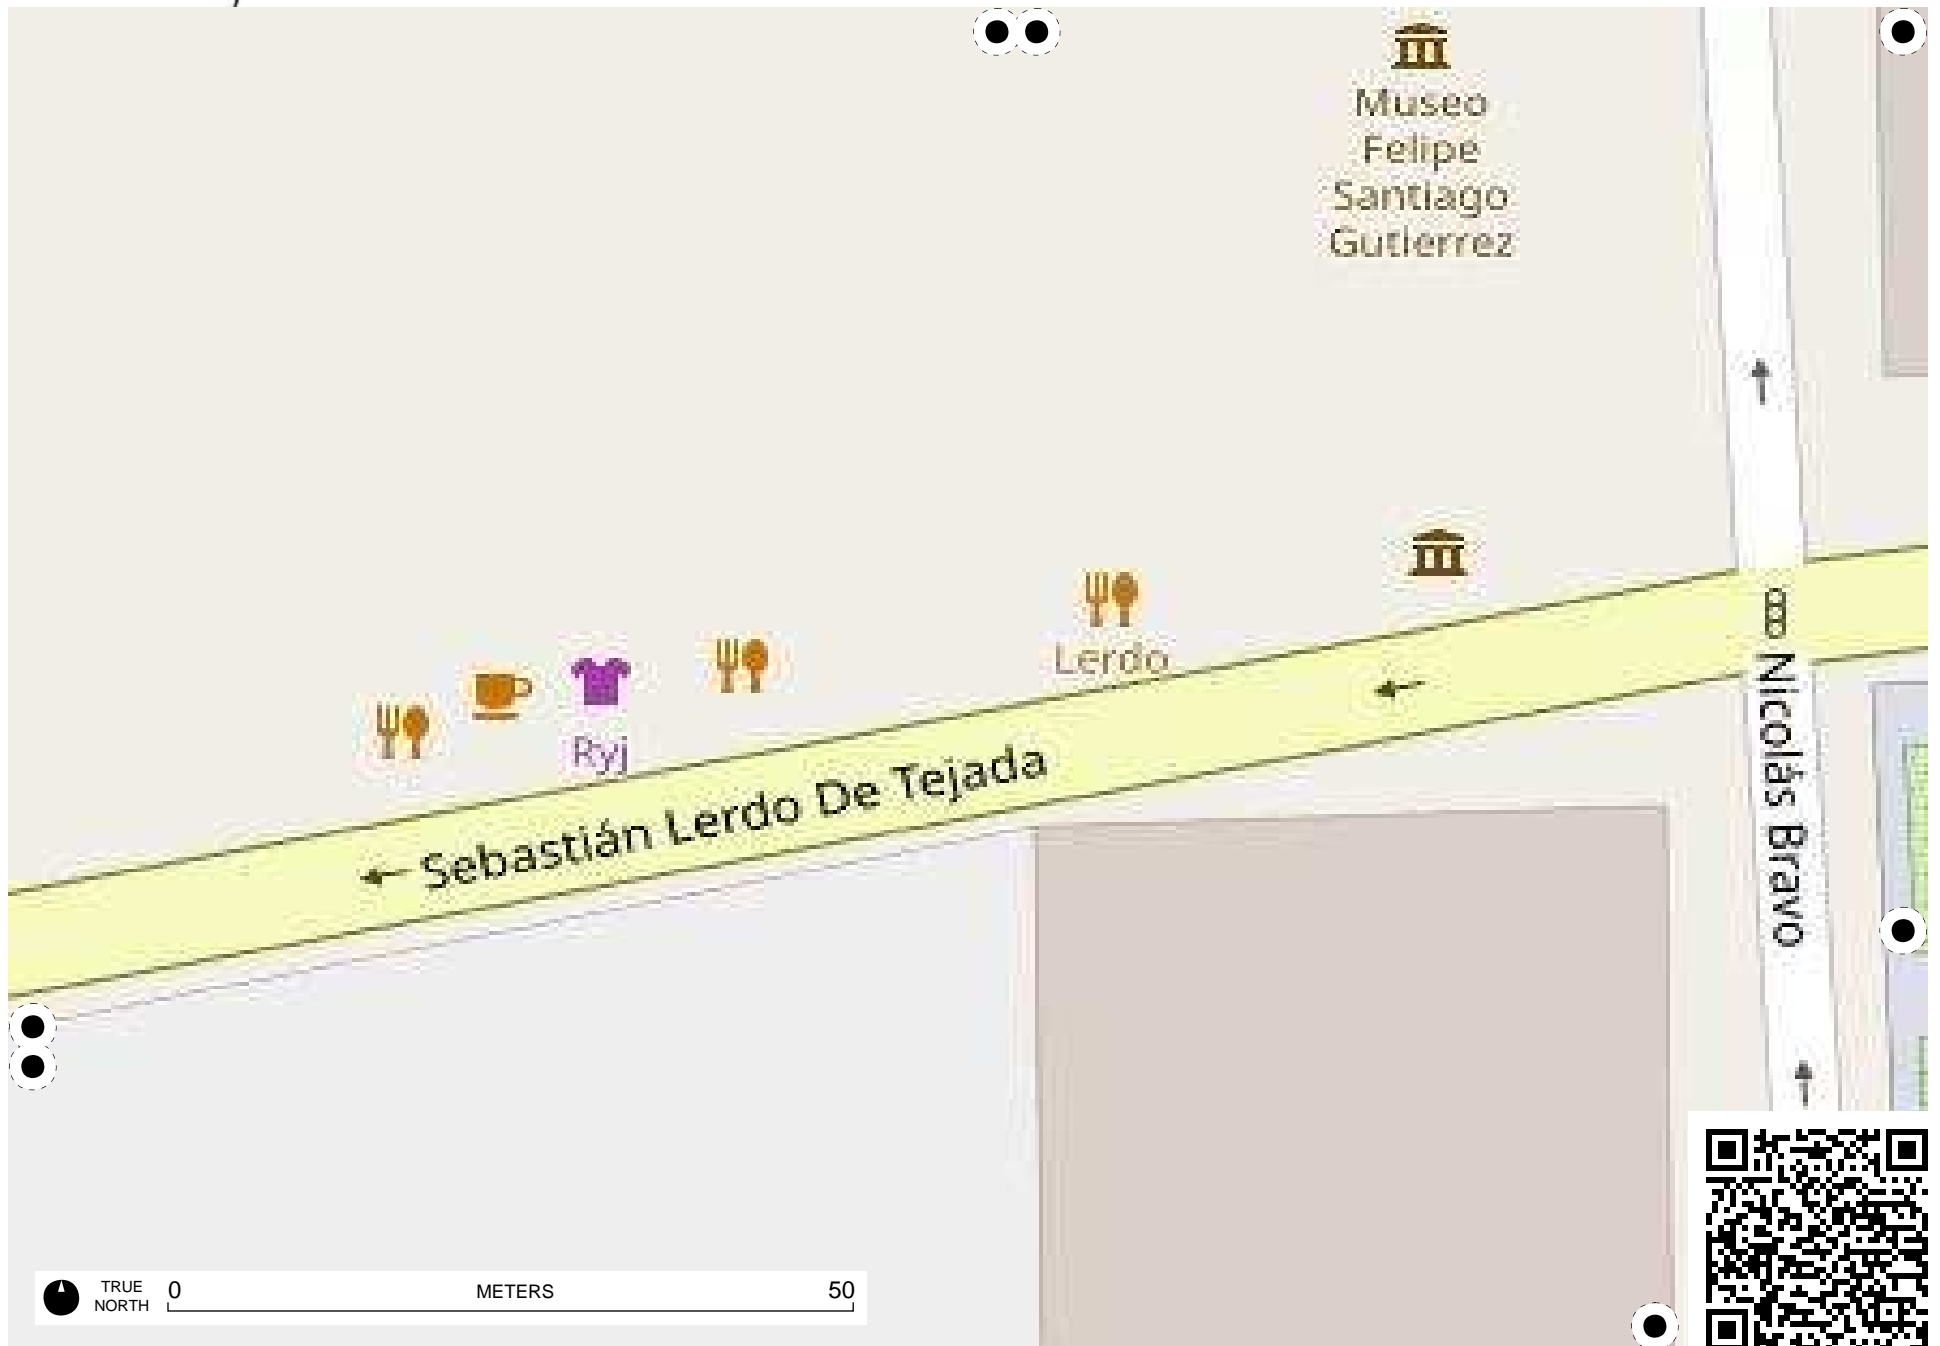 Museo
Felipe
Santiago
Gutierrez
Lerdo
Ryj
Sebastián Lerdo De Tejada
Nicolás Bravo
TRUE
NORTH
0 METERS 50